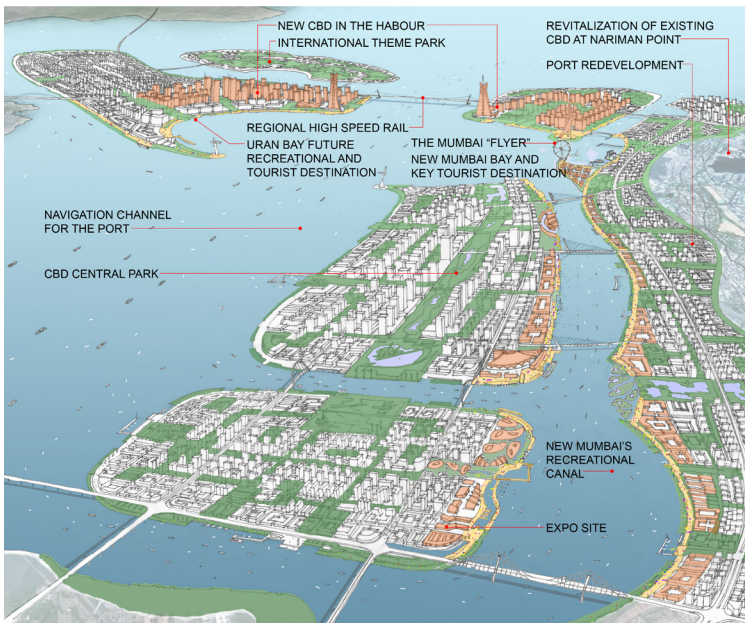 NEW CBD IN THE HABOUR
INTERNATIONAL THEME PARK
REVITALIZATION OF EXISTING
CBD AT NARIMAN POINT
PORT REDEVELOPMENT
REGIONAL HIGH SPEED RAIL
URAN BAY FUTURE
RECREATIONAL AND
TOURIST DESTINATION
THE MUMBAI “FLYER”
NEW MUMBAI BAY AND
KEY TOURIST DESTINATION
NAVIGATION CHANNEL
FOR THE PORT
CBD CENTRAL PARK
NEW MUMBAI'S
RECREATIONAL
CANAL
EXPO SITE